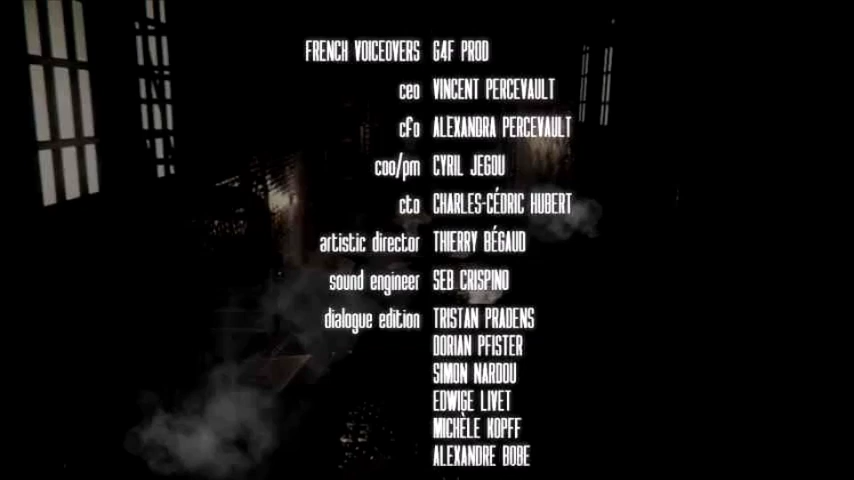 FRENCH VOICEOVERS G4F PROD
ceo VINCENT PERCEVAULT
cfo ALEXANDRA PERCEVAULT
coo/pm CYRIL JEGOU
cto CHARLES-CÉDRIC HUBERT
artistic director THIERRY BÉGAUD
sound engineer SEB CRISPINO
dialogue edition TRISTAN PRADENS
DORIAN PFISTER
SIMON NARDOU
EDWIGE LIVET
MICHÈLE KOPFF
ALEXANDRE BOBE